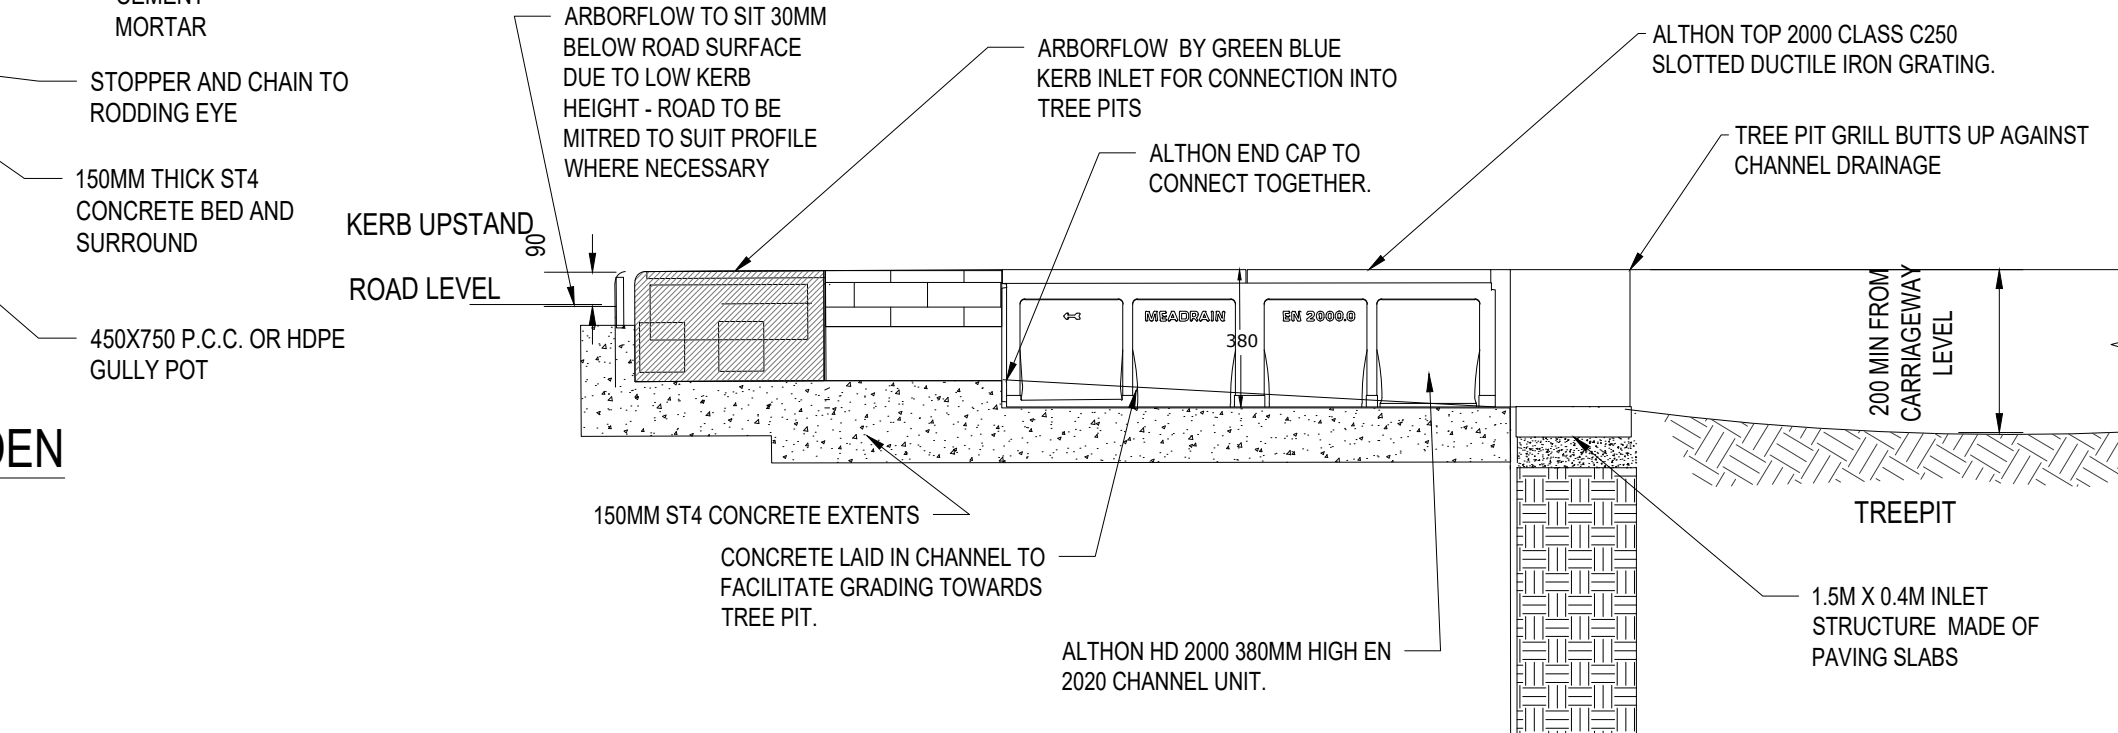 CEMENT
MORTAR
STOPPER AND CHAIN TO
RODDING EYE
150MM THICK ST4
CONCRETE BED AND
SURROUND
450X750 P.C.C. OR HDPE
GULLY POT
ARBORFLOW TO SIT 30MM
BELOW ROAD SURFACE
DUE TO LOW KERB
HEIGHT - ROAD TO BE
MITRED TO SUIT PROFILE
WHERE NECESSARY
ARBORFLOW BY GREEN BLUE
KERB INLET FOR CONNECTION INTO
TREE PITS
ALTHON END CAP TO
CONNECT TOGETHER.
ALTHON TOP 2000 CLASS C250
SLOTTED DUCTILE IRON GRATING.
TREE PIT GRILL BUTTS UP AGAINST
CHANNEL DRAINAGE
KERB UPSTAND
90
ROAD LEVEL
MEADRAIN
EN 2000.0
380
200 MIN FROM
CARRIAGEWAY
LEVEL
DEN
150MM ST4 CONCRETE EXTENTS
CONCRETE LAID IN CHANNEL TO
FACILITATE GRADING TOWARDS
TREE PIT.
ALTHON HD 2000 380MM HIGH EN
2020 CHANNEL UNIT.
TREEPIT
1.5M X 0.4M INLET
STRUCTURE MADE OF
PAVING SLABS